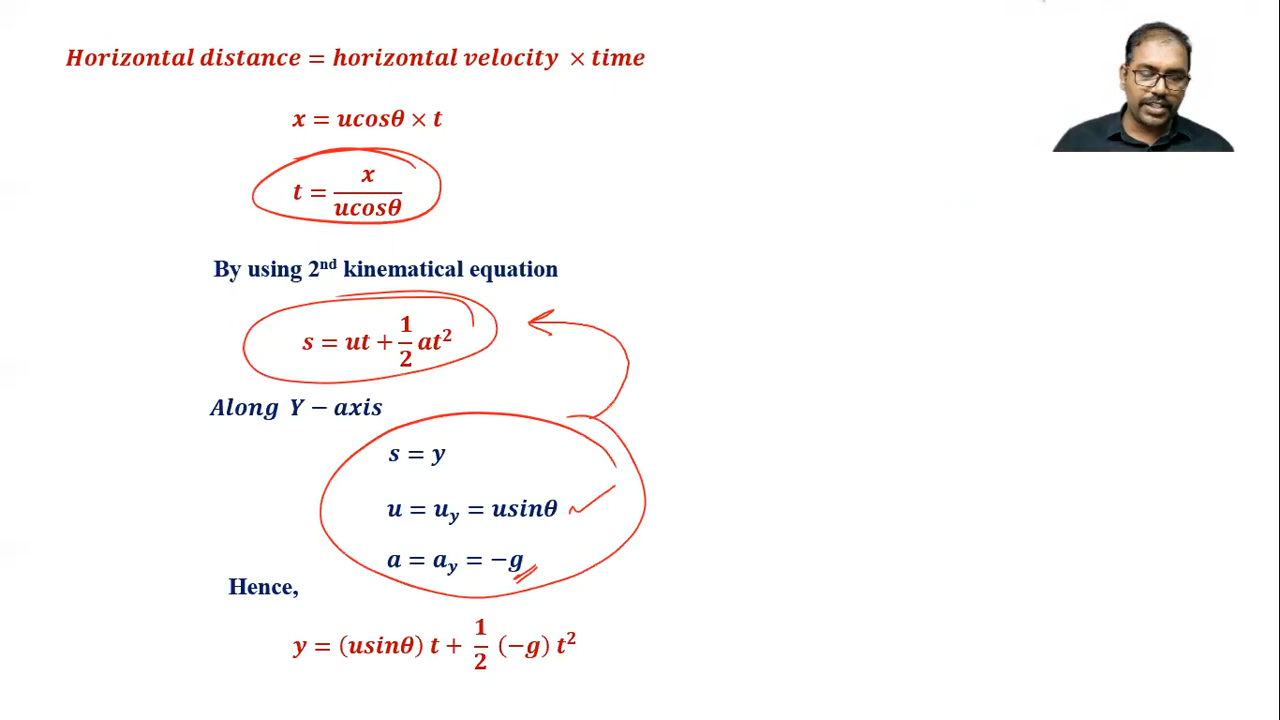 Horizontal distance = horizontal velocity × time
x = ucosθ × t
t = x / ucosθ
By using 2nd kinematical equation
s = ut + 1/2 at²
Along Y − axis
s = y
u = u_y = usinθ
a = a_y = −g
Hence,
y = (usinθ) t + 1/2 (−g) t²